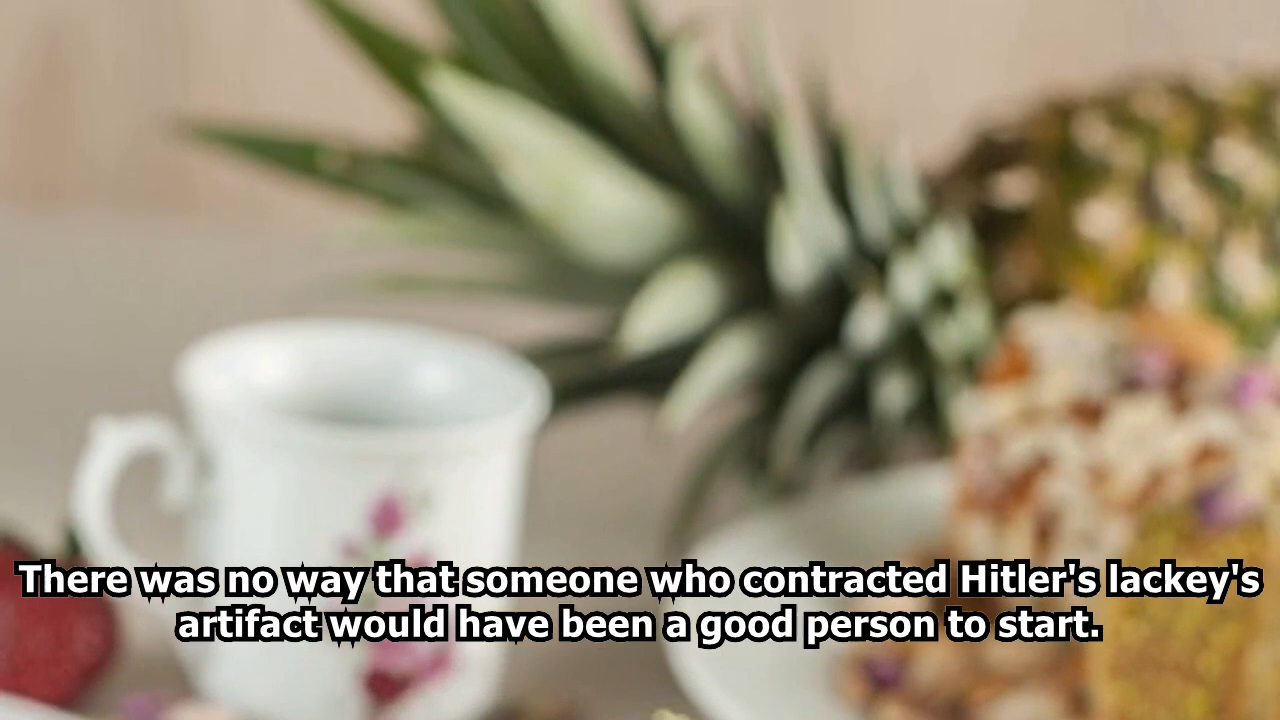 There was no way that someone who contracted Hitler's lackey's
artifact would have been a good person to start.